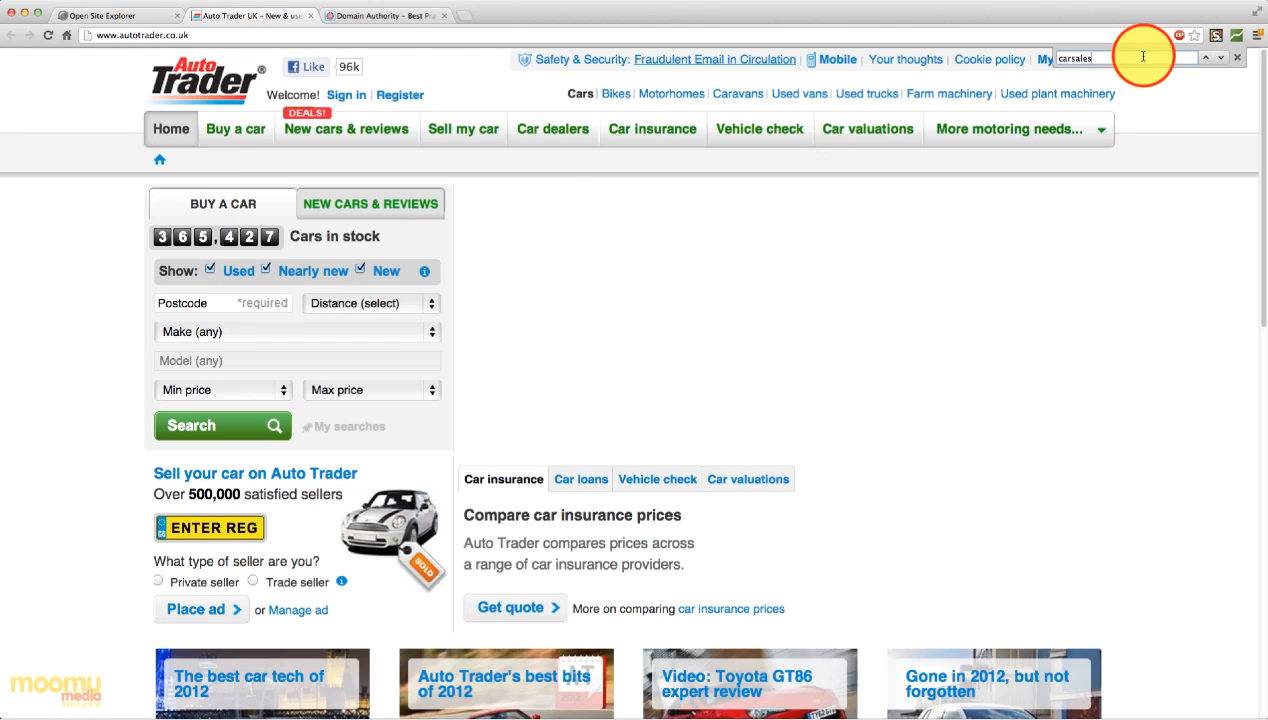 Open Site Explorer
Auto Trader UK – New & use
Domain Authority – Best Pra
www.autotrader.co.uk
Safety & Security: Fraudulent Email in Circulation
Mobile
Your thoughts
Cookie policy
My
carsales
Auto Trader
Like
96k
Welcome! Sign in | Register
Cars | Bikes | Motorhomes | Caravans | Used vans | Used trucks | Farm machinery | Used plant machinery
DEALS!
Home
Buy a car
New cars & reviews
Sell my car
Car dealers
Car insurance
Vehicle check
Car valuations
More motoring needs...
BUY A CAR
NEW CARS & REVIEWS
365,427 Cars in stock
Show: Used Nearly new New
Postcode *required
Distance (select)
Make (any)
Model (any)
Min price
Max price
Search
My searches
Sell your car on Auto Trader
Over 500,000 satisfied sellers
ENTER REG
SOLD
What type of seller are you?
Private seller
Trade seller
Place ad
or Manage ad
Car insurance
Car loans
Vehicle check
Car valuations
Compare car insurance prices
Auto Trader compares prices across
a range of car insurance providers.
Get quote
More on comparing car insurance prices
The best car tech of
2012
Auto Trader's best bits
of 2012
Video: Toyota GT86
expert review
Gone in 2012, but not
forgotten
moomu
media